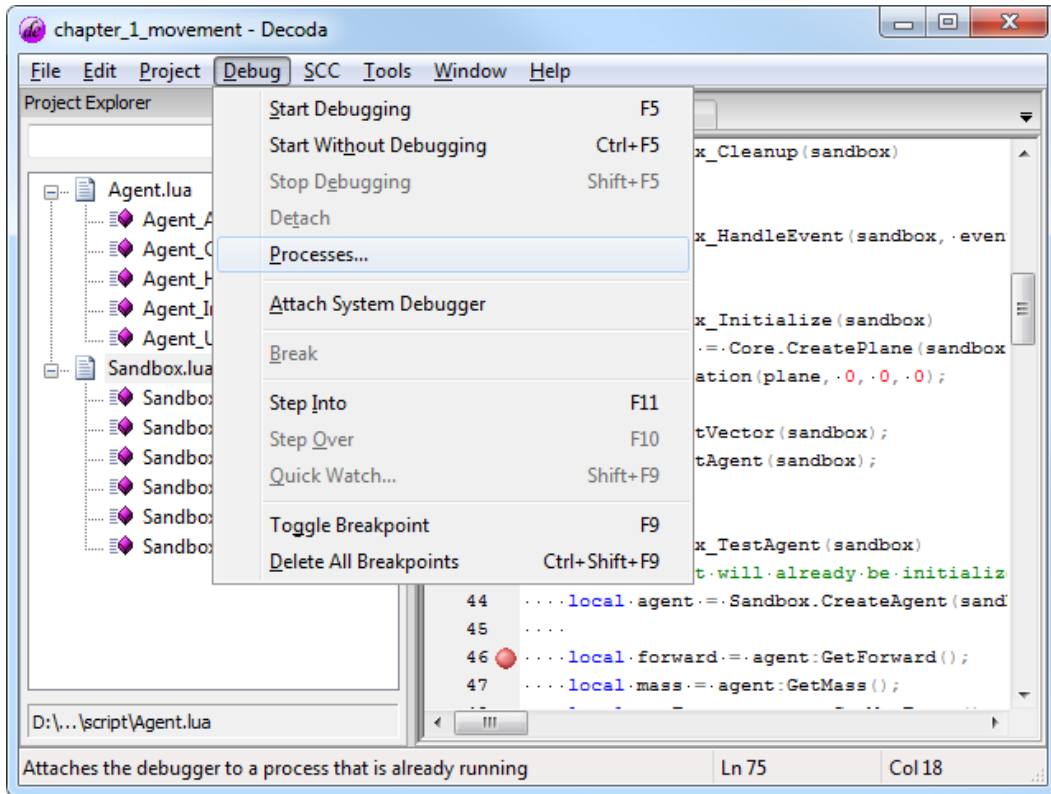 chapter_1_movement - Decoda
File Edit Project Debug SCC Tools Window Help
Project Explorer
Agent.lua
Agent_A
Agent_C
Agent_H
Agent_In
Agent_U
Sandbox.lua
Sandbox
Sandbox
Sandbox
Sandbox
Sandbox
Sandbox
D:\...\script\Agent.lua
Start Debugging F5
Start Without Debugging Ctrl+F5
Stop Debugging Shift+F5
Detach
Processes...
Attach System Debugger
Break
Step Into F11
Step Over F10
Quick Watch... Shift+F9
Toggle Breakpoint F9
Delete All Breakpoints Ctrl+Shift+F9
x_Cleanup(sandbox)
x_HandleEvent(sandbox,·even
x_Initialize(sandbox)
·=·Core.CreatePlane(sandbox
ation(plane,·0,·0,·0);
tVector(sandbox);
tAgent(sandbox);
x_TestAgent(sandbox)
t·will·already·be·initializ
44 ····local·agent·=·Sandbox.CreateAgent(sand
45 ····
46 ····local·forward·=·agent:GetForward();
47 ····local·mass·=·agent:GetMass();
Attaches the debugger to a process that is already running Ln 75 Col 18